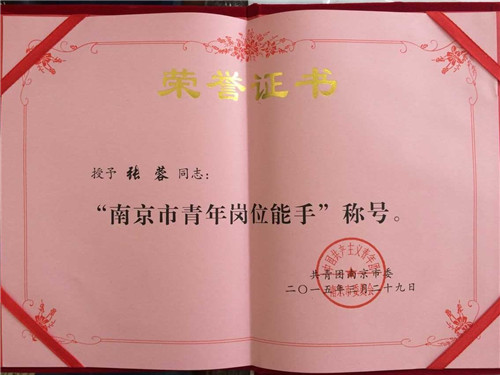 荣誉证书
授予 张蓉 同志：
“南京市青年岗位能手”称号。
共青团南京市委
二〇一五年 月二十九日